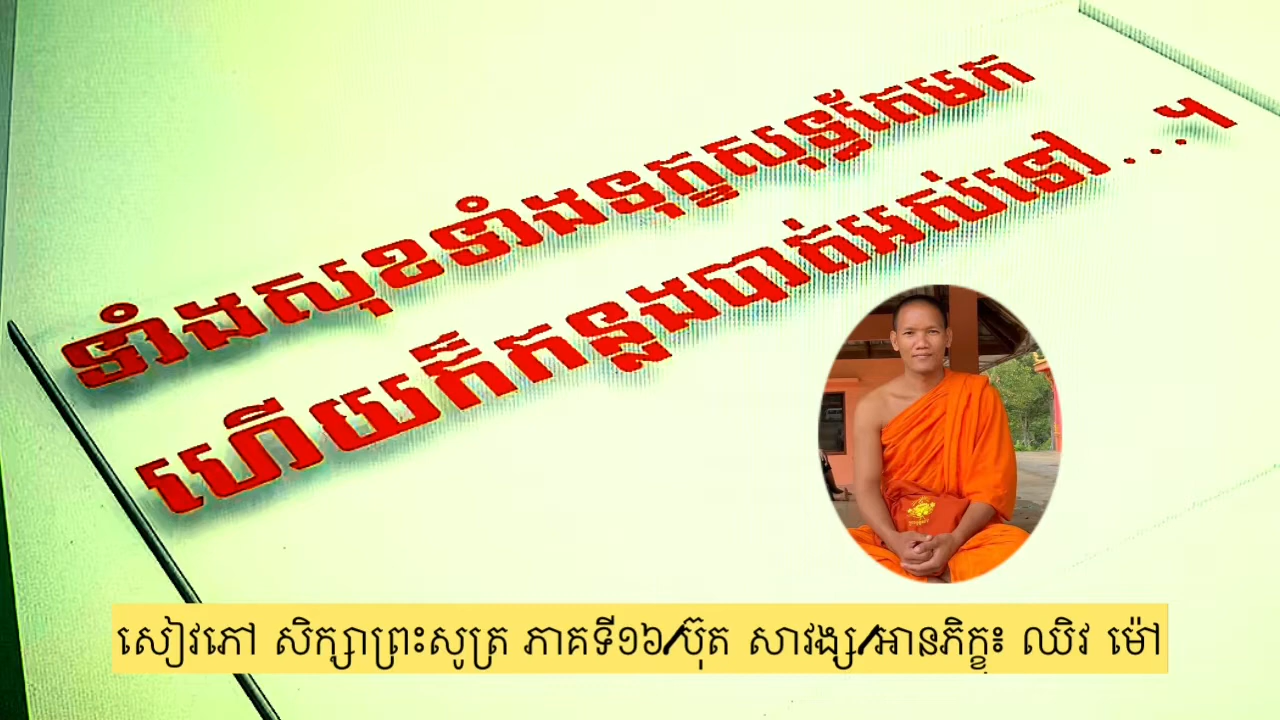 ទាំងសុខទាំងទុក្ខសុទ្ធតែមក
ហើយក៏កន្លងបាត់អស់ទៅ...។
សៀវភៅ សិក្សាព្រះសូត្រ ភាគទី១៦/ប៊ុត សាវង្ស/អានភិក្ខុ៖ ឈិវ ម៉ៅ